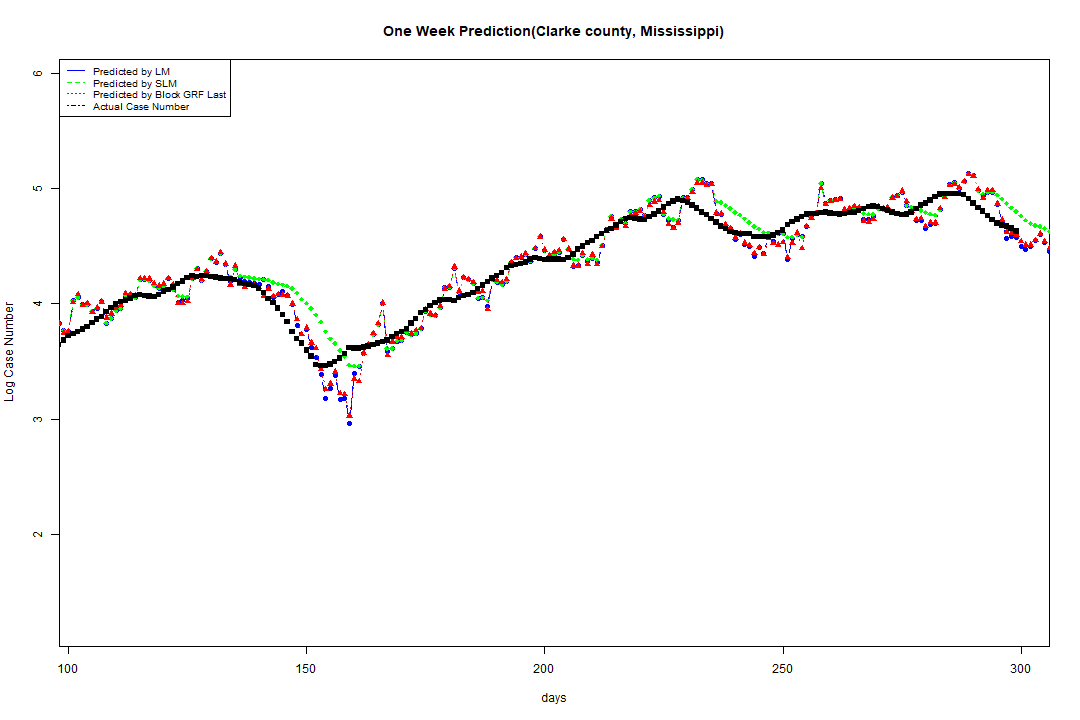 One Week Prediction(Clarke county, Mississippi)
Predicted by LM
Predicted by SLM
Predicted by Block GRF Last
Actual Case Number
6
5
4
3
2
Log Case Number
100 150 200 250 300
days